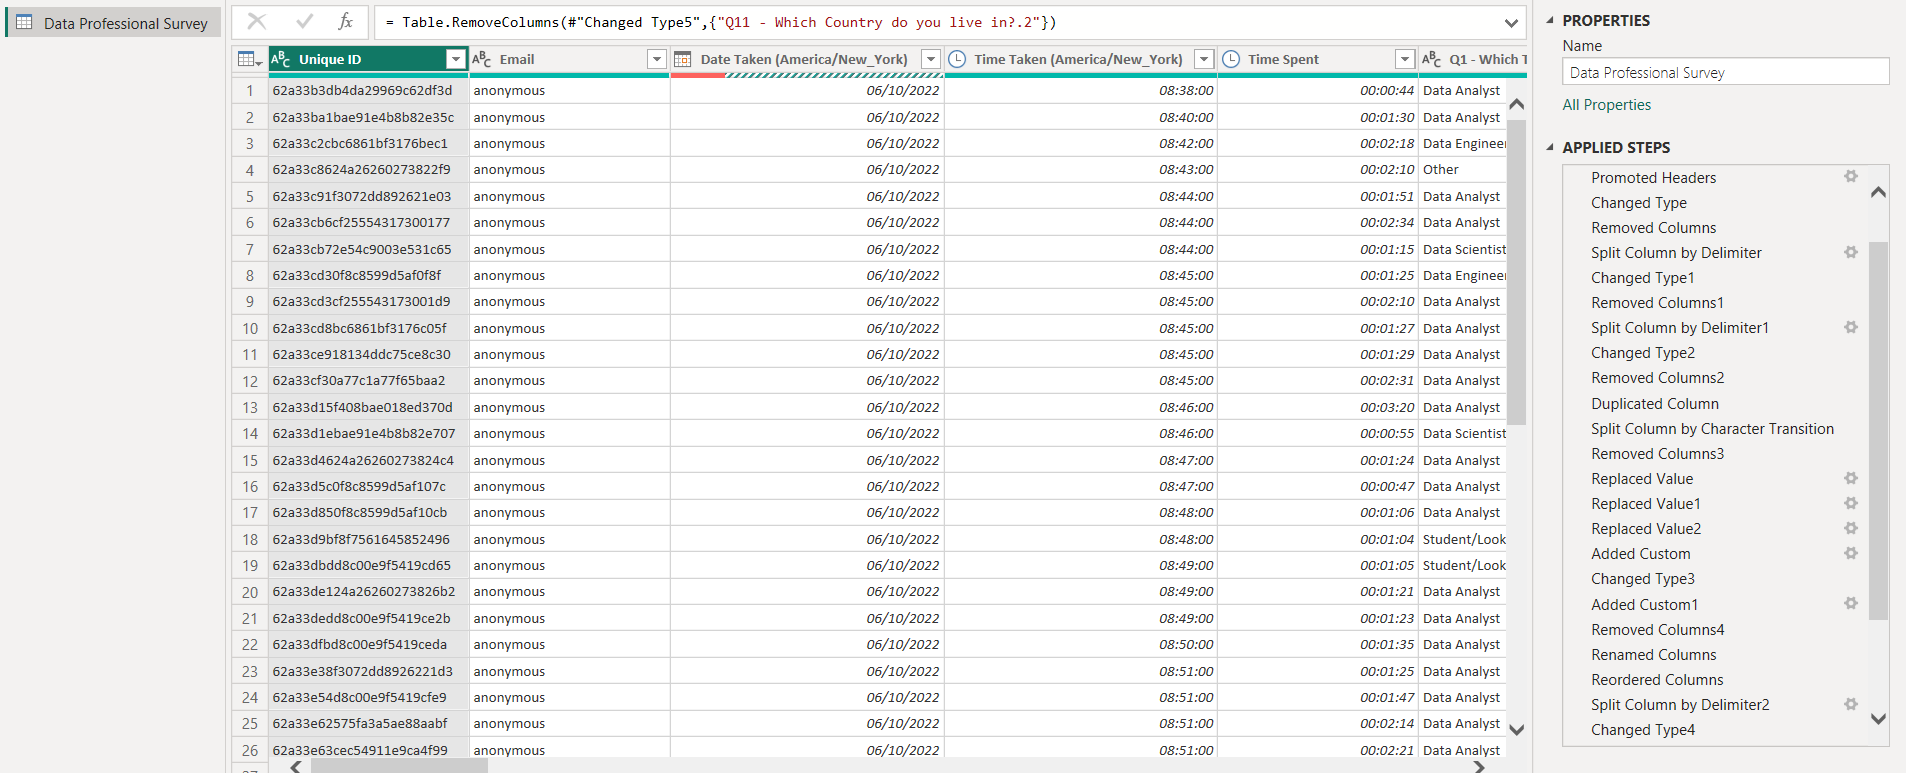 Data Professional Survey
fx
= Table.RemoveColumns(#"Changed Type5",{"Q11 - Which Country do you live in?.2"})
ABC Unique ID ABC Email Date Taken (America/New_York) Time Taken (America/New_York) Time Spent ABC Q1 - Which T
1 62a33b3db4da29969c62df3d anonymous 06/10/2022 08:38:00 00:00:44 Data Analyst
2 62a33ba1bae91e4b8b82e35c anonymous 06/10/2022 08:40:00 00:01:30 Data Analyst
3 62a33c2cbc6861bf3176bec1 anonymous 06/10/2022 08:42:00 00:02:18 Data Engineer
4 62a33c8624a26260273822f9 anonymous 06/10/2022 08:43:00 00:02:10 Other
5 62a33c91f3072dd892621e03 anonymous 06/10/2022 08:44:00 00:01:51 Data Analyst
6 62a33cb6cf25554317300177 anonymous 06/10/2022 08:44:00 00:02:34 Data Analyst
7 62a33cb72e54c9003e531c65 anonymous 06/10/2022 08:44:00 00:01:15 Data Scientist
8 62a33cd30f8c8599d5af0f8f anonymous 06/10/2022 08:45:00 00:01:25 Data Engineer
9 62a33cd3cf255543173001d9 anonymous 06/10/2022 08:45:00 00:02:10 Data Analyst
10 62a33cd8bc6861bf3176c05f anonymous 06/10/2022 08:45:00 00:01:27 Data Analyst
11 62a33ce918134ddc75ce8c30 anonymous 06/10/2022 08:45:00 00:01:29 Data Analyst
12 62a33cf30a77c1a77f65baa2 anonymous 06/10/2022 08:45:00 00:02:31 Data Analyst
13 62a33d15f408bae018ed370d anonymous 06/10/2022 08:46:00 00:03:20 Data Analyst
14 62a33d1ebae91e4b8b82e707 anonymous 06/10/2022 08:46:00 00:00:55 Data Scientist
15 62a33d4624a26260273824c4 anonymous 06/10/2022 08:47:00 00:01:24 Data Analyst
16 62a33d5c0f8c8599d5af107c anonymous 06/10/2022 08:47:00 00:00:47 Data Analyst
17 62a33d850f8c8599d5af10cb anonymous 06/10/2022 08:48:00 00:01:06 Data Analyst
18 62a33d9bf8f7561645852496 anonymous 06/10/2022 08:48:00 00:01:04 Student/Look
19 62a33dbdd8c00e9f5419cd65 anonymous 06/10/2022 08:49:00 00:01:05 Student/Look
20 62a33de124a26260273826b2 anonymous 06/10/2022 08:49:00 00:01:21 Data Analyst
21 62a33dedd8c00e9f5419ce2b anonymous 06/10/2022 08:49:00 00:01:23 Data Analyst
22 62a33dfbd8c00e9f5419ceda anonymous 06/10/2022 08:50:00 00:01:35 Data Analyst
23 62a33e38f3072dd8926221d3 anonymous 06/10/2022 08:51:00 00:01:25 Data Analyst
24 62a33e54d8c00e9f5419cfe9 anonymous 06/10/2022 08:51:00 00:01:47 Data Analyst
25 62a33e62575fa3a5ae88aabf anonymous 06/10/2022 08:51:00 00:02:14 Data Analyst
26 62a33e63cec54911e9ca4f99 anonymous 06/10/2022 08:51:00 00:02:21 Data Analyst
PROPERTIES
Name
Data Professional Survey
All Properties
APPLIED STEPS
Promoted Headers
Changed Type
Removed Columns
Split Column by Delimiter
Changed Type1
Removed Columns1
Split Column by Delimiter1
Changed Type2
Removed Columns2
Duplicated Column
Split Column by Character Transition
Removed Columns3
Replaced Value
Replaced Value1
Replaced Value2
Added Custom
Changed Type3
Added Custom1
Removed Columns4
Renamed Columns
Reordered Columns
Split Column by Delimiter2
Changed Type4